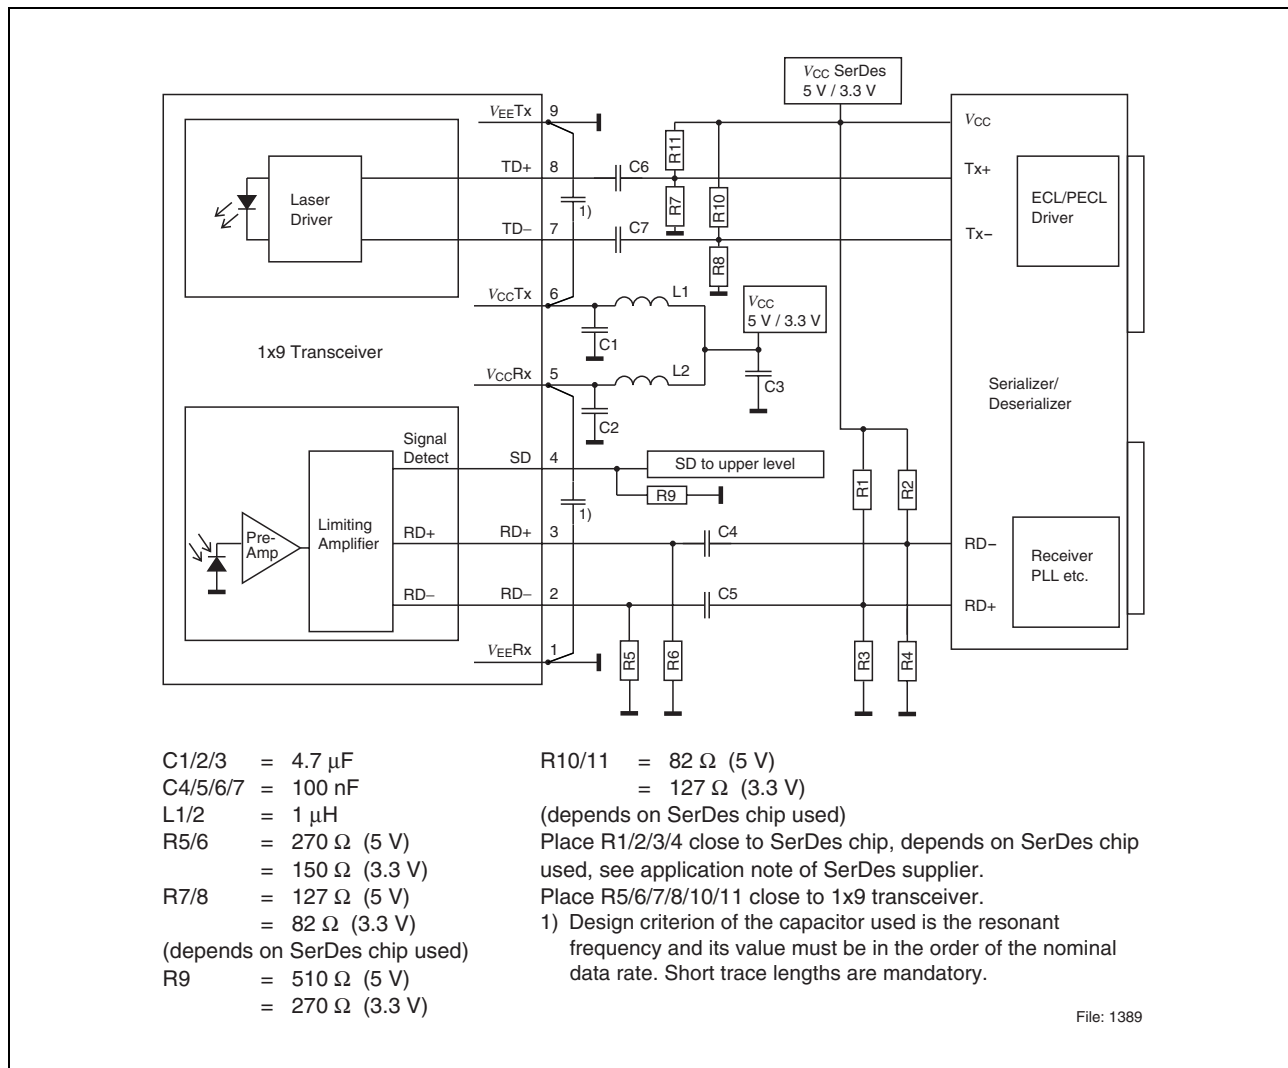 VCC SerDes
5 V / 3.3 V
VEETx 9
VCC
R11
TD+ 8 C6
Tx+
Laser
Driver
1)
R7
R10
ECL/PECL
Driver
TD− 7 C7
Tx−
R8
VCCTx 6 L1
VCC
5 V / 3.3 V
C1
1x9 Transceiver
VCCRx 5 L2
C3
C2
Serializer/
Deserializer
Signal
Detect
SD 4
SD to upper level
R9
R1
R2
1)
Pre-
Amp
Limiting
Amplifier
RD+
RD+ 3 C4
RD−
Receiver
PLL etc.
RD−
RD− 2 C5
RD+
VEERx 1
R5
R6
R3
R4
C1/2/3 = 4.7 μF
C4/5/6/7 = 100 nF
L1/2 = 1 μH
R5/6 = 270 Ω (5 V)
= 150 Ω (3.3 V)
R7/8 = 127 Ω (5 V)
= 82 Ω (3.3 V)
(depends on SerDes chip used)
R9 = 510 Ω (5 V)
= 270 Ω (3.3 V)
R10/11 = 82 Ω (5 V)
= 127 Ω (3.3 V)
(depends on SerDes chip used)
Place R1/2/3/4 close to SerDes chip, depends on SerDes chip
used, see application note of SerDes supplier.
Place R5/6/7/8/10/11 close to 1x9 transceiver.
1) Design criterion of the capacitor used is the resonant
frequency and its value must be in the order of the nominal
data rate. Short trace lengths are mandatory.
File: 1389